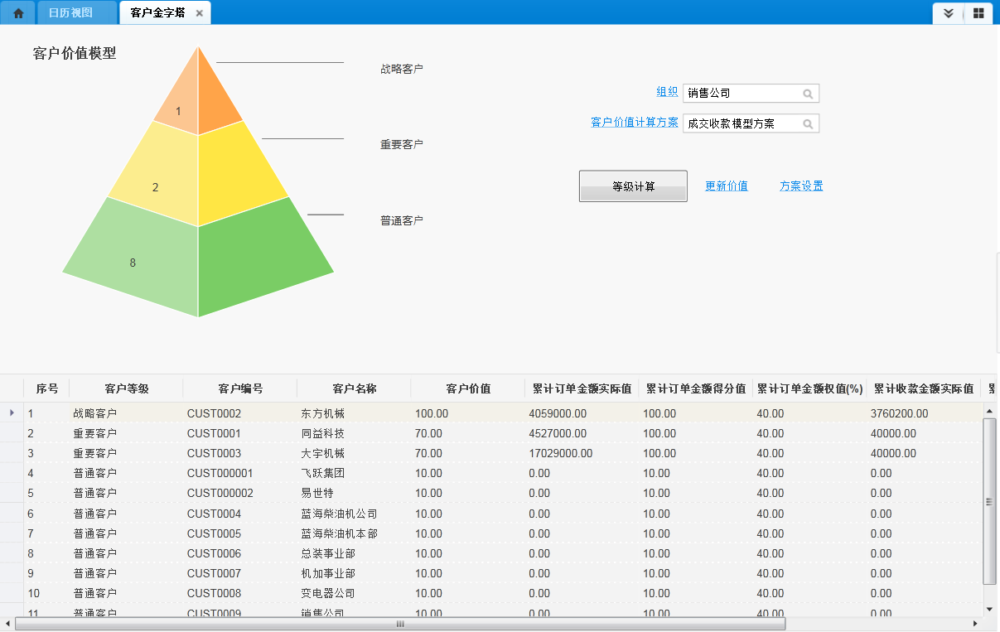 日历视图 客户金字塔
客户价值模型
战略客户
1
重要客户
2
普通客户
8
组织 销售公司
客户价值计算方案 成交收款模型方案
等级计算 更新价值 方案设置
序号 客户等级 客户编号 客户名称 客户价值 累计订单金额实际值 累计订单金额得分值 累计订单金额权值(%) 累计收款金额实际值
1 战略客户 CUST0002 东方机械 100.00 4059000.00 100.00 40.00 3760200.00
2 重要客户 CUST0001 同益科技 70.00 4527000.00 100.00 40.00 40000.00
3 重要客户 CUST0003 大宇机械 70.00 17029000.00 100.00 40.00 40000.00
4 普通客户 CUST000001 飞跃集团 10.00 0.00 10.00 40.00 0.00
5 普通客户 CUST000002 易世特 10.00 0.00 10.00 40.00 0.00
6 普通客户 CUST0004 蓝海柴油机公司 10.00 0.00 10.00 40.00 0.00
7 普通客户 CUST0005 蓝海柴油机本部 10.00 0.00 10.00 40.00 0.00
8 普通客户 CUST0006 总装事业部 10.00 0.00 10.00 40.00 0.00
9 普通客户 CUST0007 机加事业部 10.00 0.00 10.00 40.00 0.00
10 普通客户 CUST0008 变电器公司 10.00 0.00 10.00 40.00 0.00
11 普通客户 CUST0009 销售公司 10.00 0.00 10.00 40.00 0.00